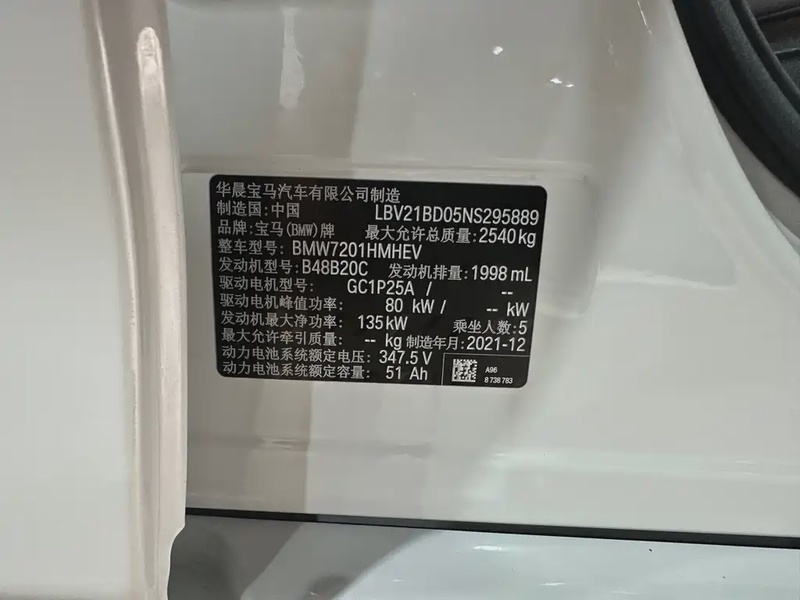 华晨宝马汽车有限公司制造
制造国:中国 LBV21BD05NS295889
品牌:宝马(BMW)牌 最大允许总质量:2540kg
整车型号:BMW7201HMHEV
发动机型号:B48B20C 发动机排量:1998 mL
驱动电机型号: GC1P25A / --
驱动电机峰值功率: 80 kW / -- kW
发动机最大净功率: 135kW 乘坐人数:5
最大允许牵引质量: -- kg 制造年月:2021-12
动力电池系统额定电压:347.5 V
动力电池系统额定容量: 51 Ah
A96
8 738 783